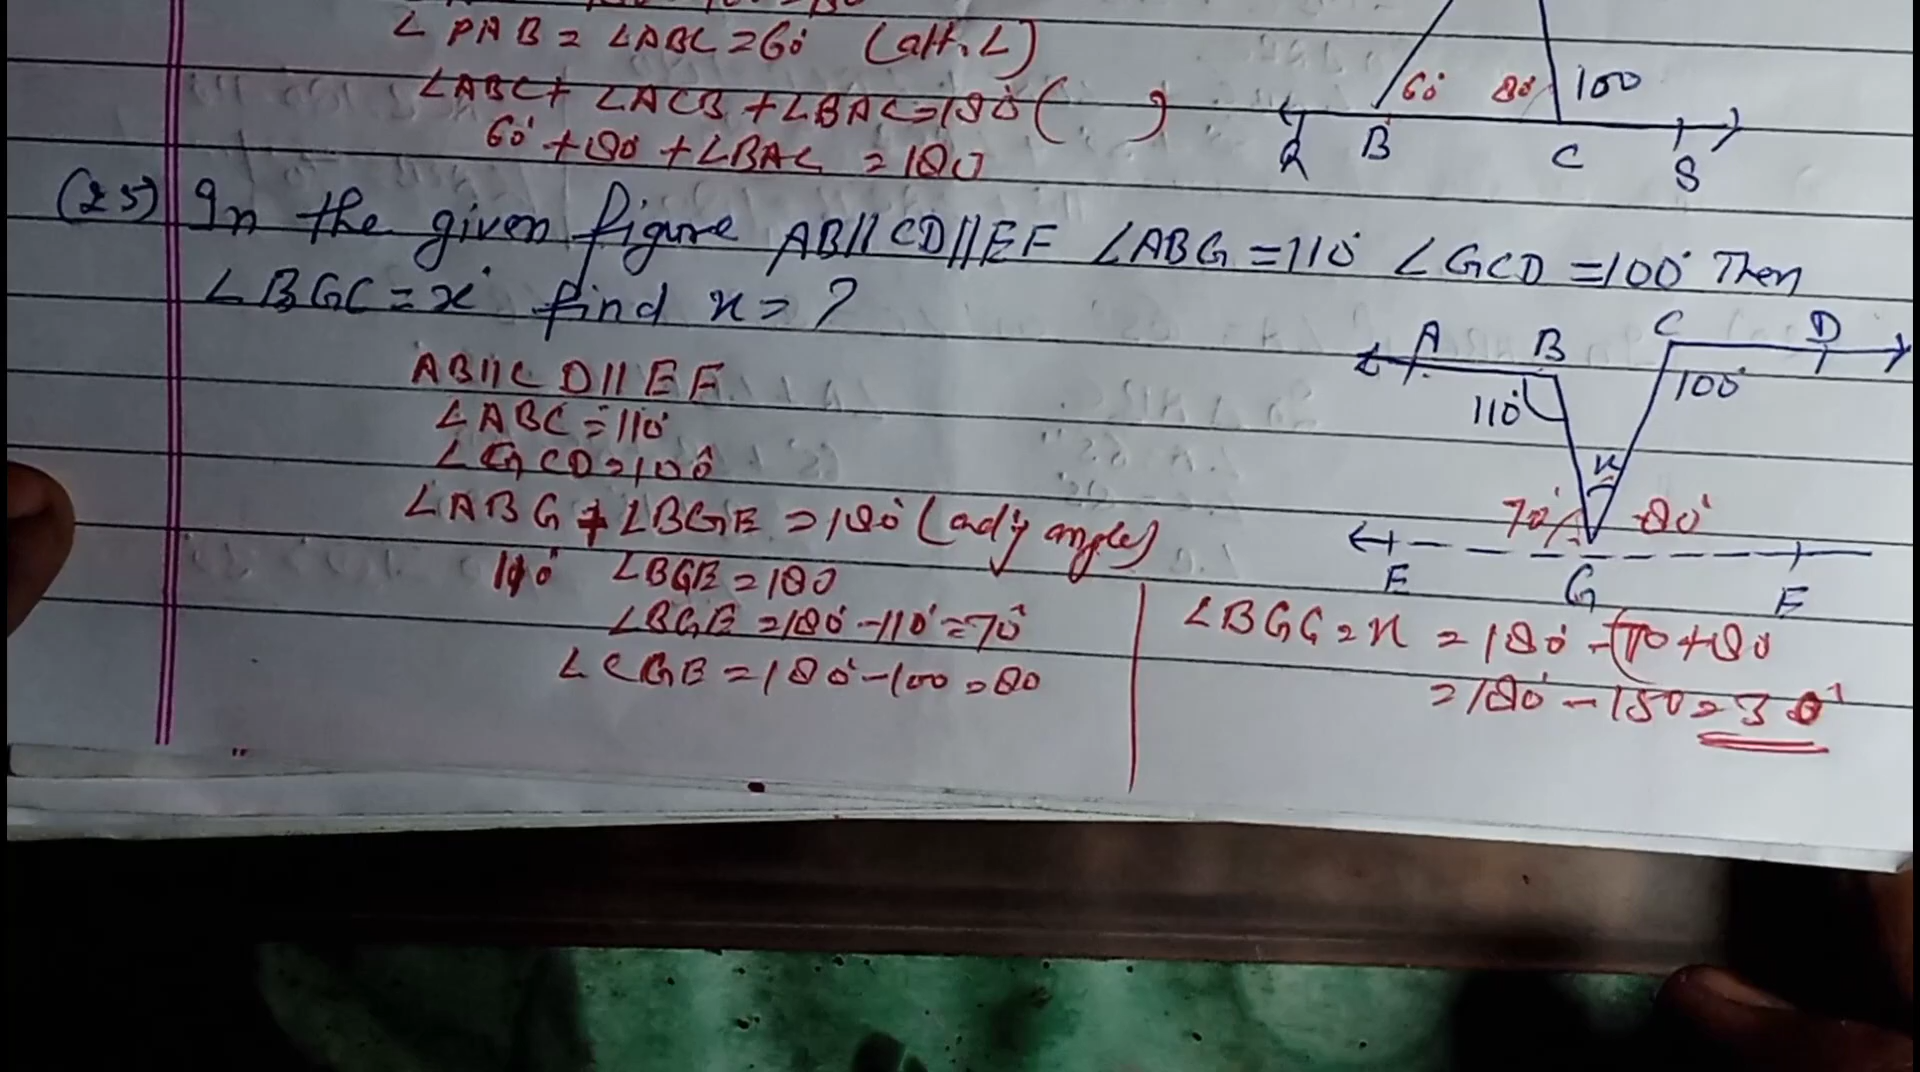 ∠PAB = ∠ABC = 60° (alt. ∠)
∠ABC + ∠ACB + ∠BAC = 180° ( )
60° + 80 + ∠BAC = 180
60° 80° 100
R B C S
(25) In the given figure AB//CD//EF ∠ABG = 110° ∠GCD = 100° Then
∠BGC = x° find x = ?
A B C D
110° 100°
x
70° 80°
E G F
AB//CD//EF
∠ABC = 110°
∠GCD = 100°
∠ABG + ∠BGE = 180° (adj angles)
110° ∠BGE = 180
∠BGE = 180° - 110° = 70°
∠CGE = 180° - 100 = 80
∠BGC = x = 180° - (70 + 80
= 180° - 150 = 30°